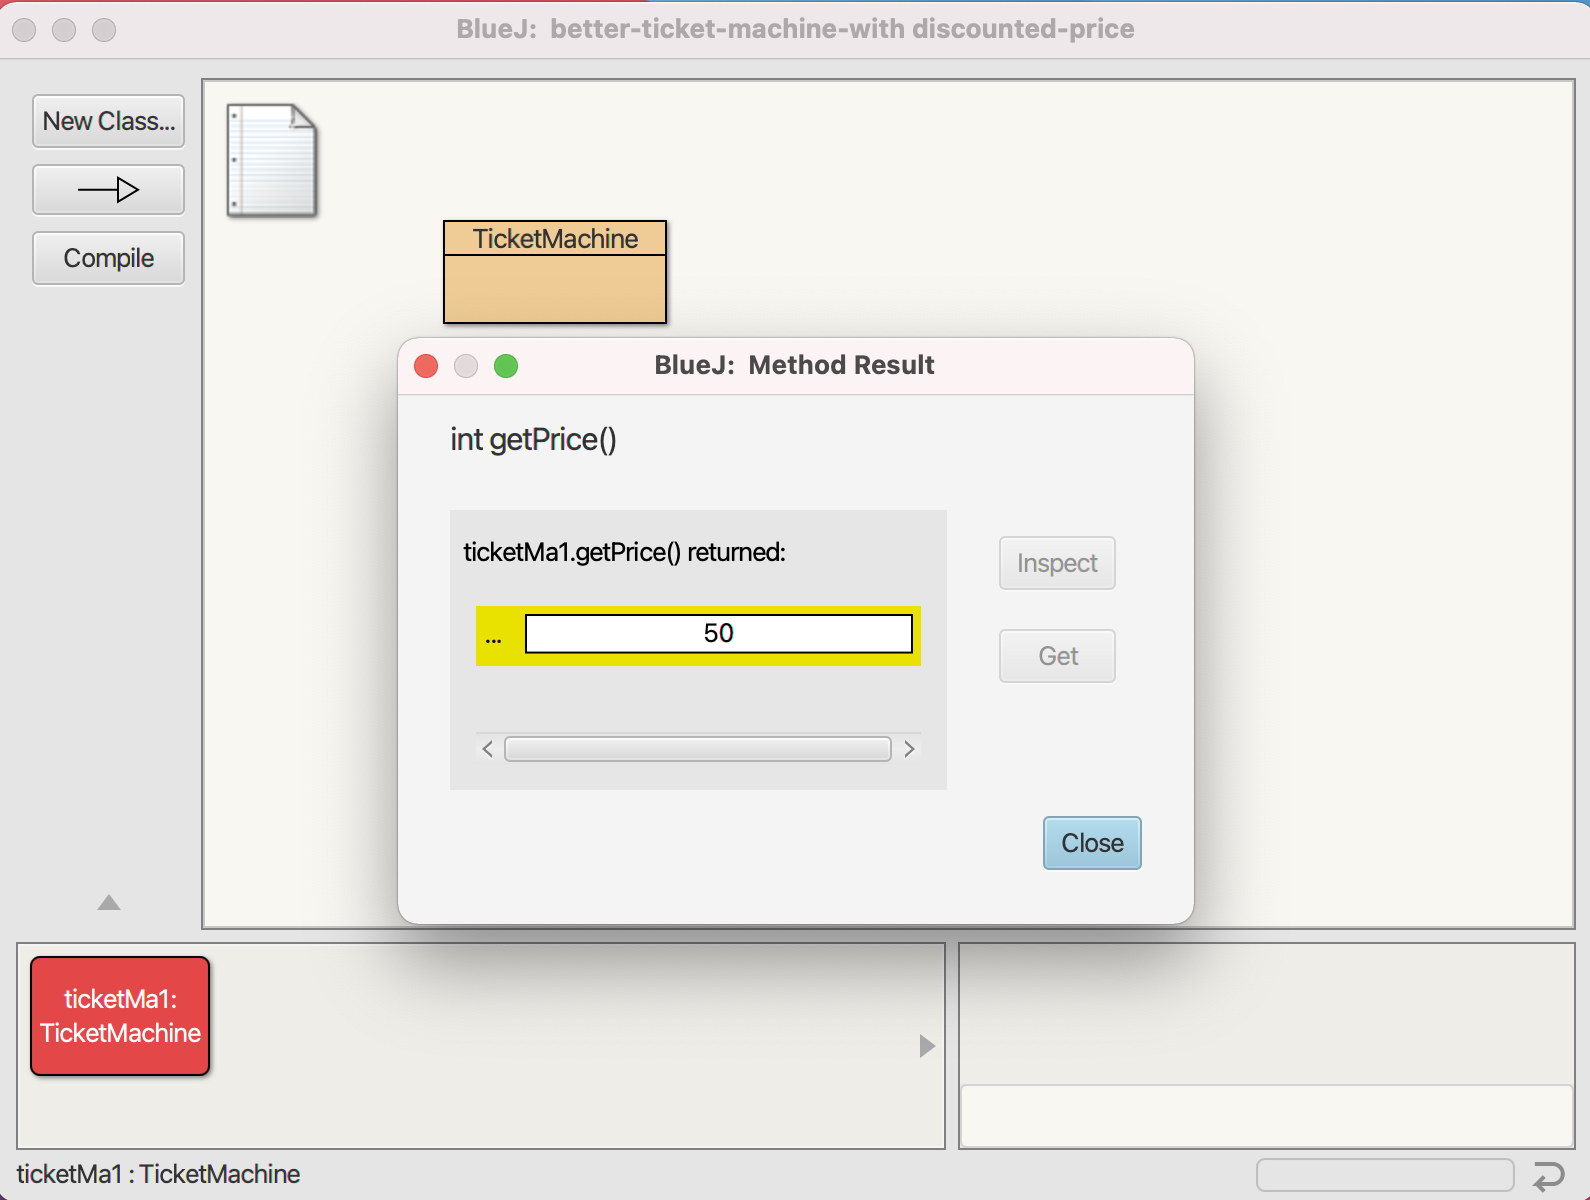 BlueJ: better-ticket-machine-with discounted-price
New Class...
Compile
TicketMachine
BlueJ: Method Result
int getPrice()
ticketMa1.getPrice() returned:
... 50
Inspect
Get
Close
ticketMa1:
TicketMachine
ticketMa1 : TicketMachine